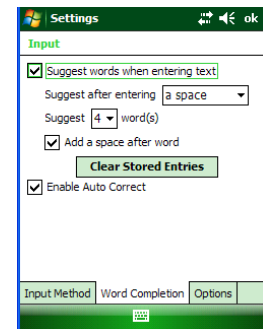 Settings ok
Input
Suggest words when entering text
Suggest after entering a space
Suggest 4 word(s)
Add a space after word
Clear Stored Entries
Enable Auto Correct
Input Method Word Completion Options